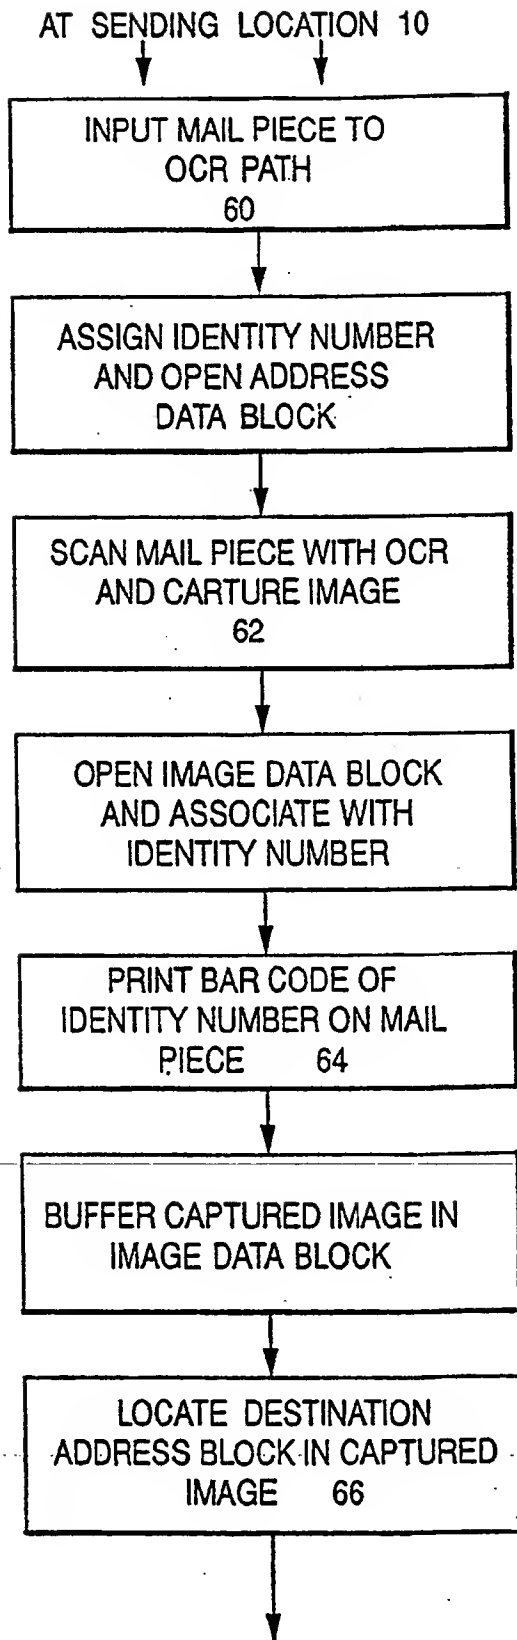 AT SENDING LOCATION 10
INPUT MAIL PIECE TO
OCR PATH
60
ASSIGN IDENTITY NUMBER
AND OPEN ADDRESS
DATA BLOCK
SCAN MAIL PIECE WITH OCR
AND CARTURE IMAGE
62
OPEN IMAGE DATA BLOCK
AND ASSOCIATE WITH
IDENTITY NUMBER
PRINT BAR CODE OF
IDENTITY NUMBER ON MAIL
PIECE 64
BUFFER CAPTURED IMAGE IN
IMAGE DATA BLOCK
LOCATE DESTINATION
ADDRESS BLOCK IN CAPTURED
IMAGE 66